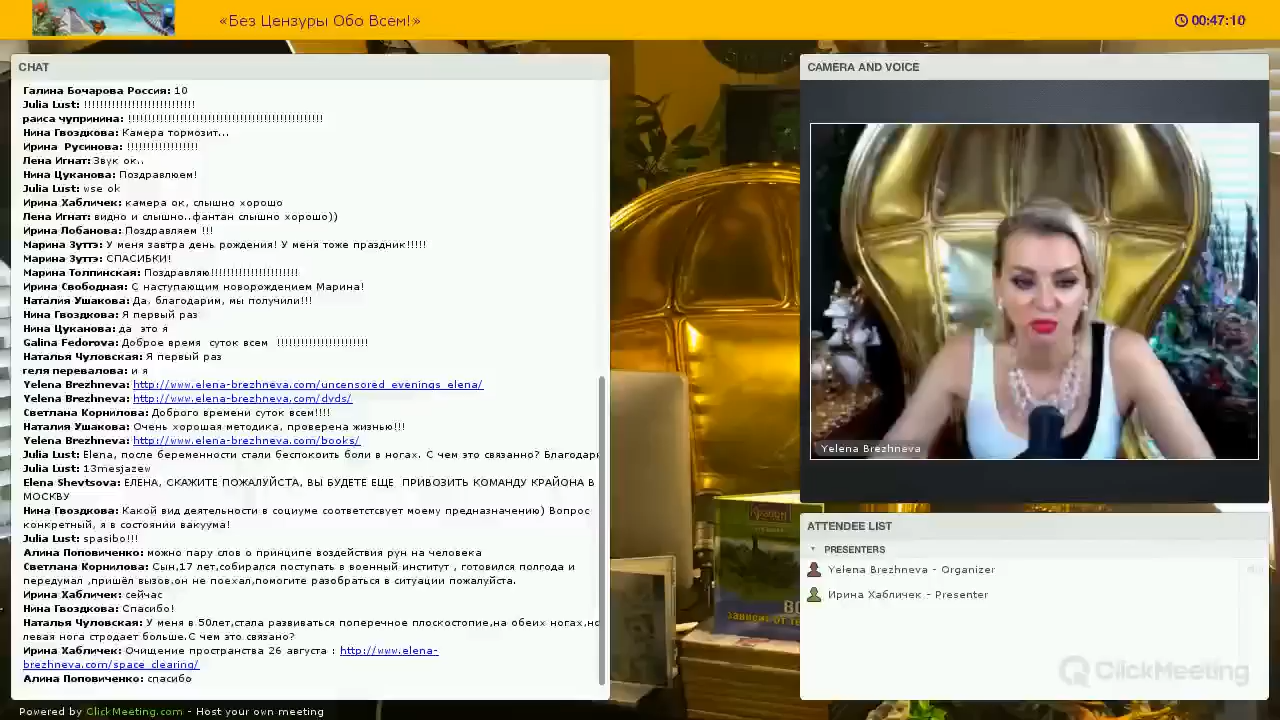 «Без Цензуры Обо Всем!»
00:47:10
CHAT
Галина Бочарова Россия: 10
Julia Lust: !!!!!!!!!!!!!!!!!!!!!!!!!!!!
раиса чупринина: !!!!!!!!!!!!!!!!!!!!!!!!!!!!!!!!!!!!!!!!!!!!!!!!!
Нина Гвоздкова: Камера тормозит...
Ирина Русинова: !!!!!!!!!!!!!!!!!!
Лена Игнат: Звук ок..
Нина Цуканова: Поздравлюем!
Julia Lust: wse ok
Ирина Хабличек: камера ок, слышно хорошо
Лена Игнат: видно и слышно..фантан слышно хорошо))
Ирина Лобанова: Поздравляем !!!
Марина Зуттэ: У меня завтра день рождения! У меня тоже праздник!!!!!
Марина Зуттэ: СПАСИБКИ!
Марина Толпинская: Поздравляю!!!!!!!!!!!!!!!!!!!!!!
Ирина Свободная: С наступающим новорождением Марина!
Наталия Ушакова: Да, благодарим, мы получили!!!
Нина Гвоздкова: Я первый раз
Нина Цуканова: да это я
Galina Fedorova: Доброе время суток всем !!!!!!!!!!!!!!!!!!!!!!!
Наталья Чуловская: Я первый раз
геля перевалова: и я
Yelena Brezhneva: http://www.elena-brezhneva.com/uncensored_evenings_elena/
Yelena Brezhneva: http://www.elena-brezhneva.com/dvds/
Светлана Корнилова: Доброго времени суток всем!!!!
Наталия Ушакова: Очень хорошая методика, проверена жизнью!!!
Yelena Brezhneva: http://www.elena-brezhneva.com/books/
Julia Lust: Elena, после беременности стали беспокоить боли в ногах. С чем это связанно? Благодарю
Julia Lust: 13mesjazew
Elena Shevtsova: ЕЛЕНА, СКАЖИТЕ ПОЖАЛУЙСТА, ВЫ БУДЕТЕ ЕЩЕ ПРИВОЗИТЬ КОМАНДУ КРАЙОНА В
МОСКВУ
Нина Гвоздкова: Какой вид деятельности в социуме соответстсвует моему предназначению) Вопрос
конкретный, я в состоянии вакуума!
Julia Lust: spasibo!!!
Алина Поповиченко: можно пару слов о принципе воздействия рун на человека
Светлана Корнилова: Сын,17 лет,собирался поступать в военный институт , готовился полгода и
передумал ,пришёл вызов,он не поехал,помогите разобраться в ситуации пожалуйста.
Ирина Хабличек: сейчас
Нина Гвоздкова: Спасибо!
Наталья Чуловская: У меня в 50лет,стала развиваться поперечное плоскостопие,на обеих ногах,но
левая нога стродает больше.С чем это связано?
Ирина Хабличек: Очищение пространства 26 августа : http://www.elena-
brezhneva.com/space_clearing/
Алина Поповиченко: спасибо
CAMERA AND VOICE
Yelena Brezhneva
Крайон
зависят от те
ATTENDEE LIST
PRESENTERS
Yelena Brezhneva - Organizer
Ирина Хабличек - Presenter
ClickMeeting
Powered by ClickMeeting.com - Host your own meeting